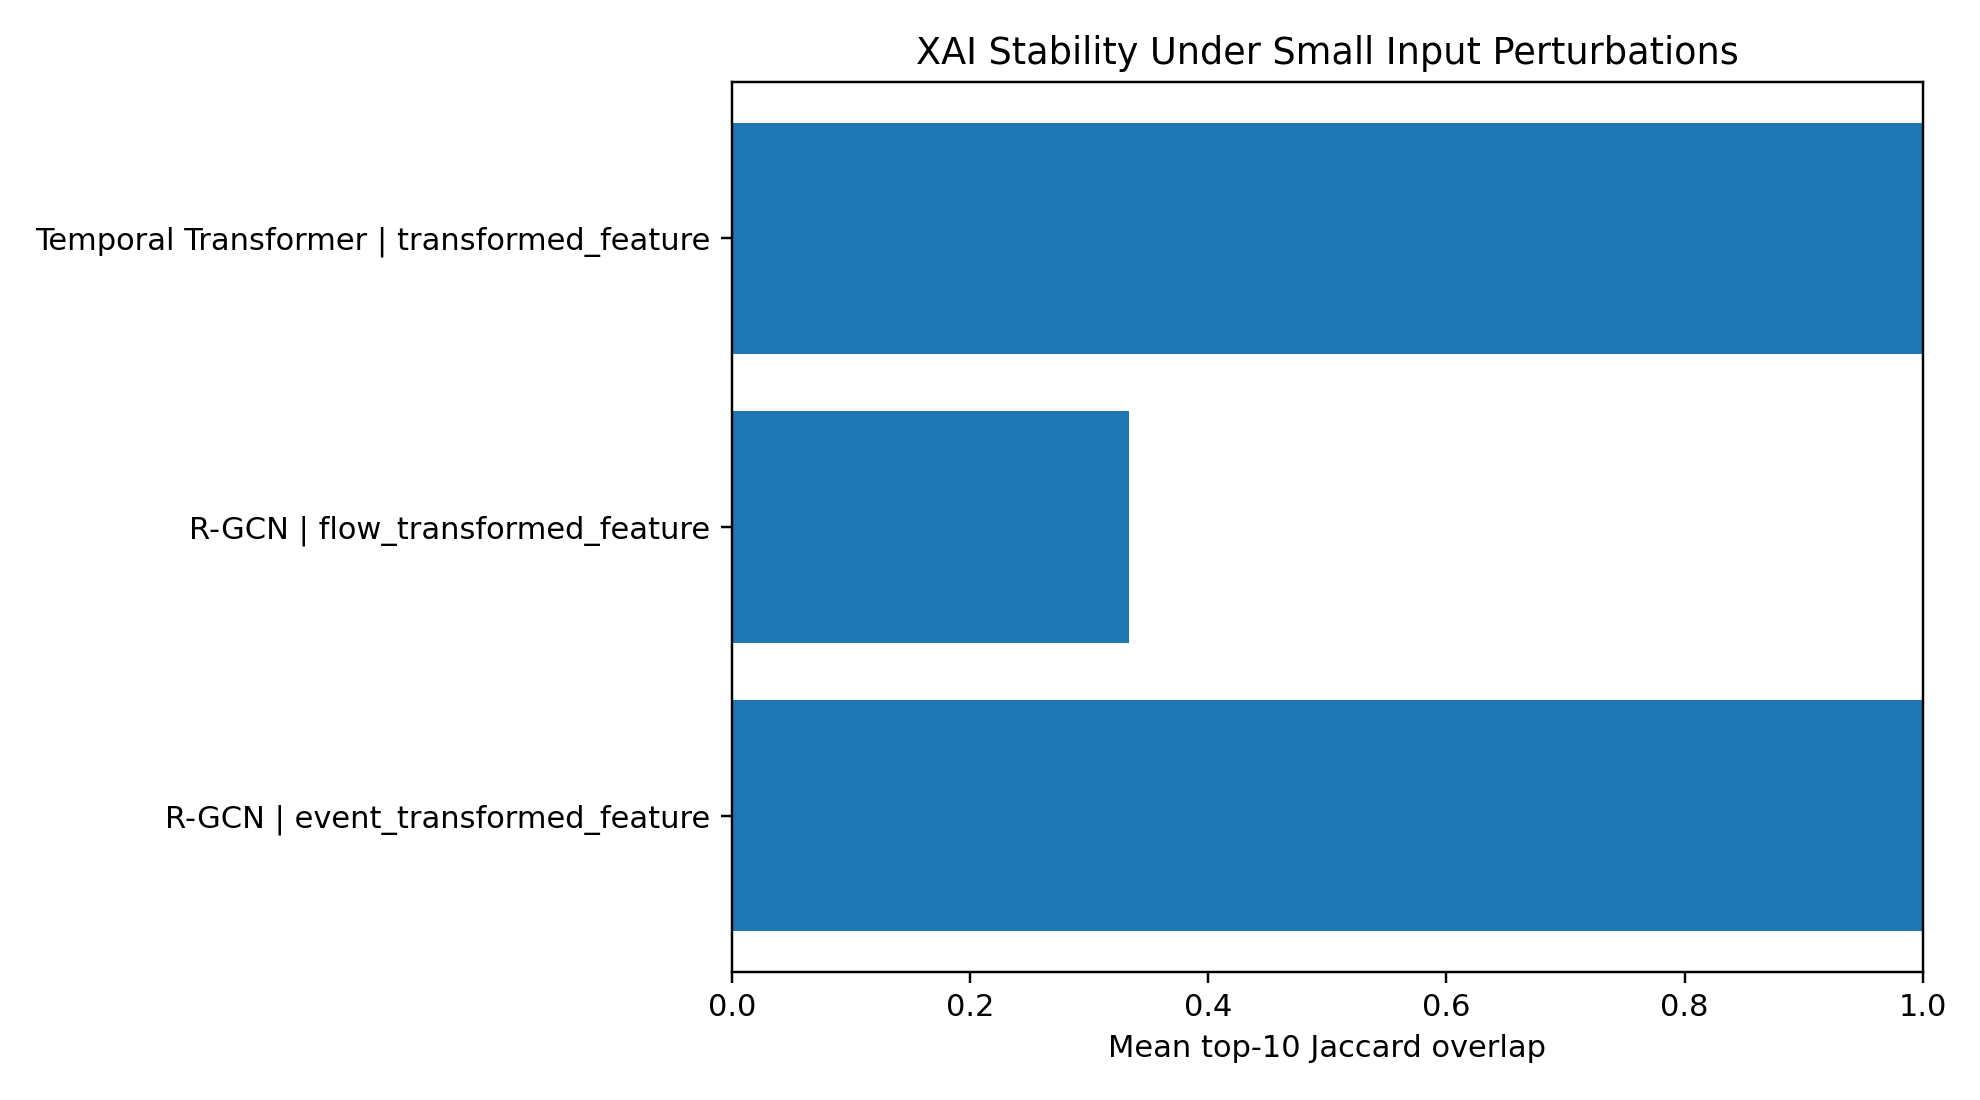 XAI Stability Under Small Input Perturbations
Temporal Transformer | transformed_feature
R-GCN | flow_transformed_feature
R-GCN | event_transformed_feature
0.0 0.2 0.4 0.6 0.8 1.0
Mean top-10 Jaccard overlap